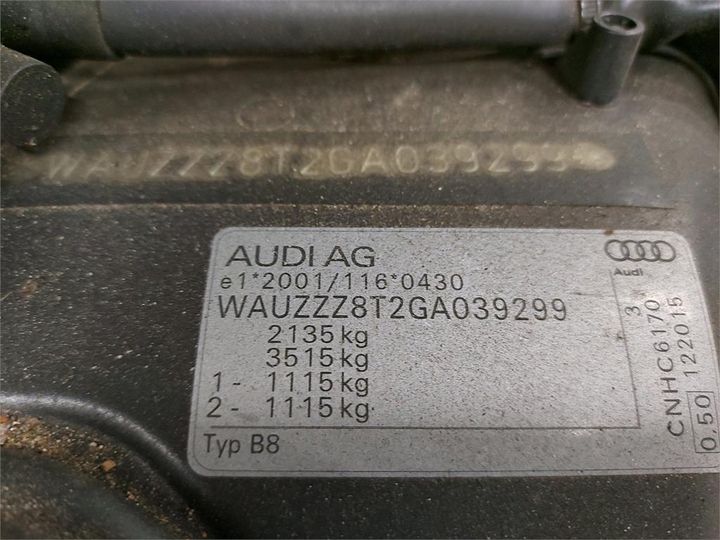 WAUZZZ8T2GA039299
AUDI AG
Audi
e1*2001/116*0430
WAUZZZ8T2GA039299
2135 kg
3515 kg
1 - 1115 kg
2 - 1115 kg
Typ B8
3
CNHC6170
122015
0.50